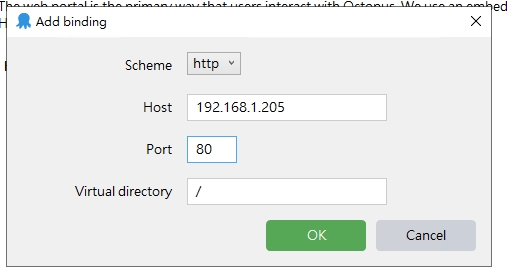 The web portal is the primary way that users interact with Octopus. We use an embed
H
Add binding
Scheme http
Host 192.168.1.205
Port 80
Virtual directory /
OK Cancel